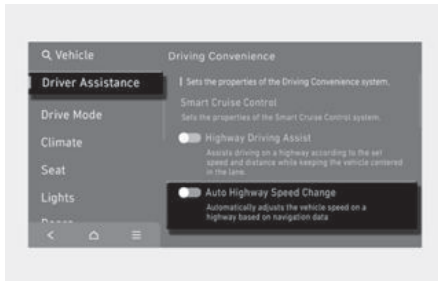 Vehicle
Driver Assistance
Drive Mode
Climate
Seat
Lights
Doors
Driving Convenience
Sets the properties of the Driving Convenience system.
Smart Cruise Control
Sets the properties of the Smart Cruise Control system.
Highway Driving Assist
Assists driving on a highway according to the set
speed and distance while keeping the vehicle centered
in the lane.
Auto Highway Speed Change
Automatically adjusts the vehicle speed on a
highway based on navigation data